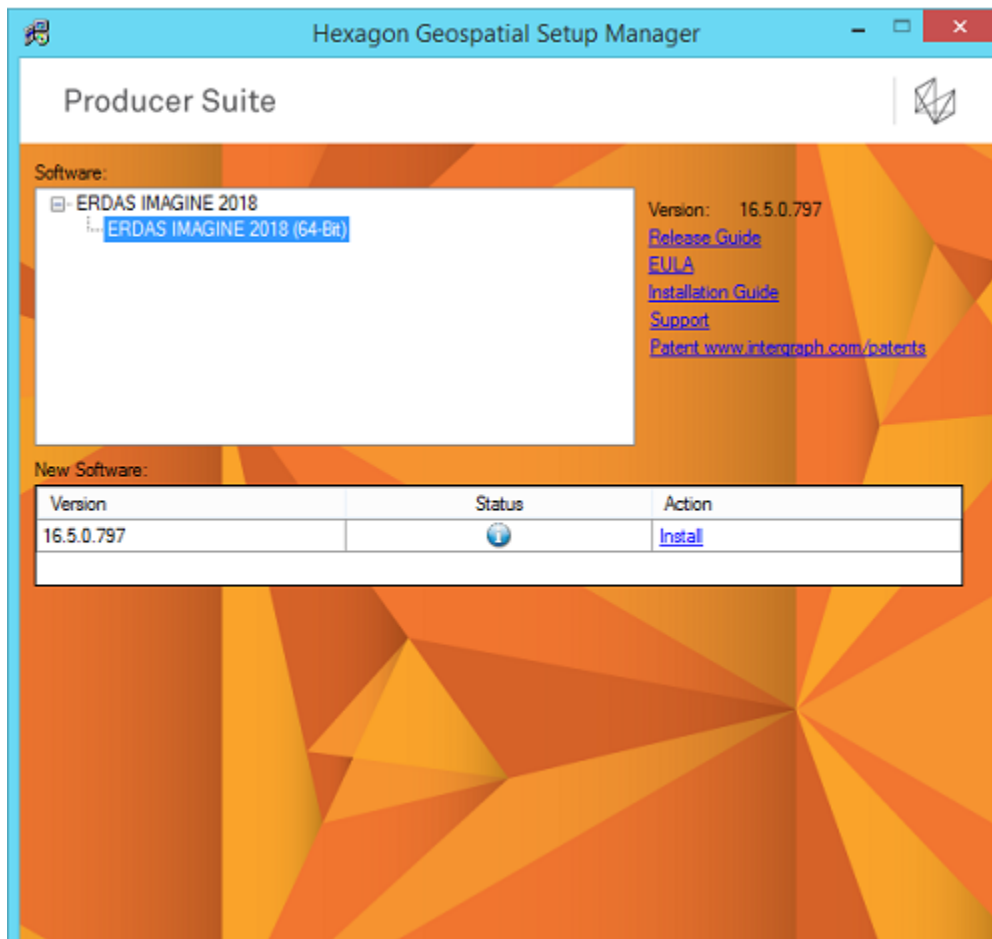 Hexagon Geospatial Setup Manager
Producer Suite
Software:
ERDAS IMAGINE 2018
ERDAS IMAGINE 2018 (64-Bit)
Version: 16.5.0.797
Release Guide
EULA
Installation Guide
Support
Patent www.intergraph.com/patents
New Software:
Version Status Action
16.5.0.797 Install